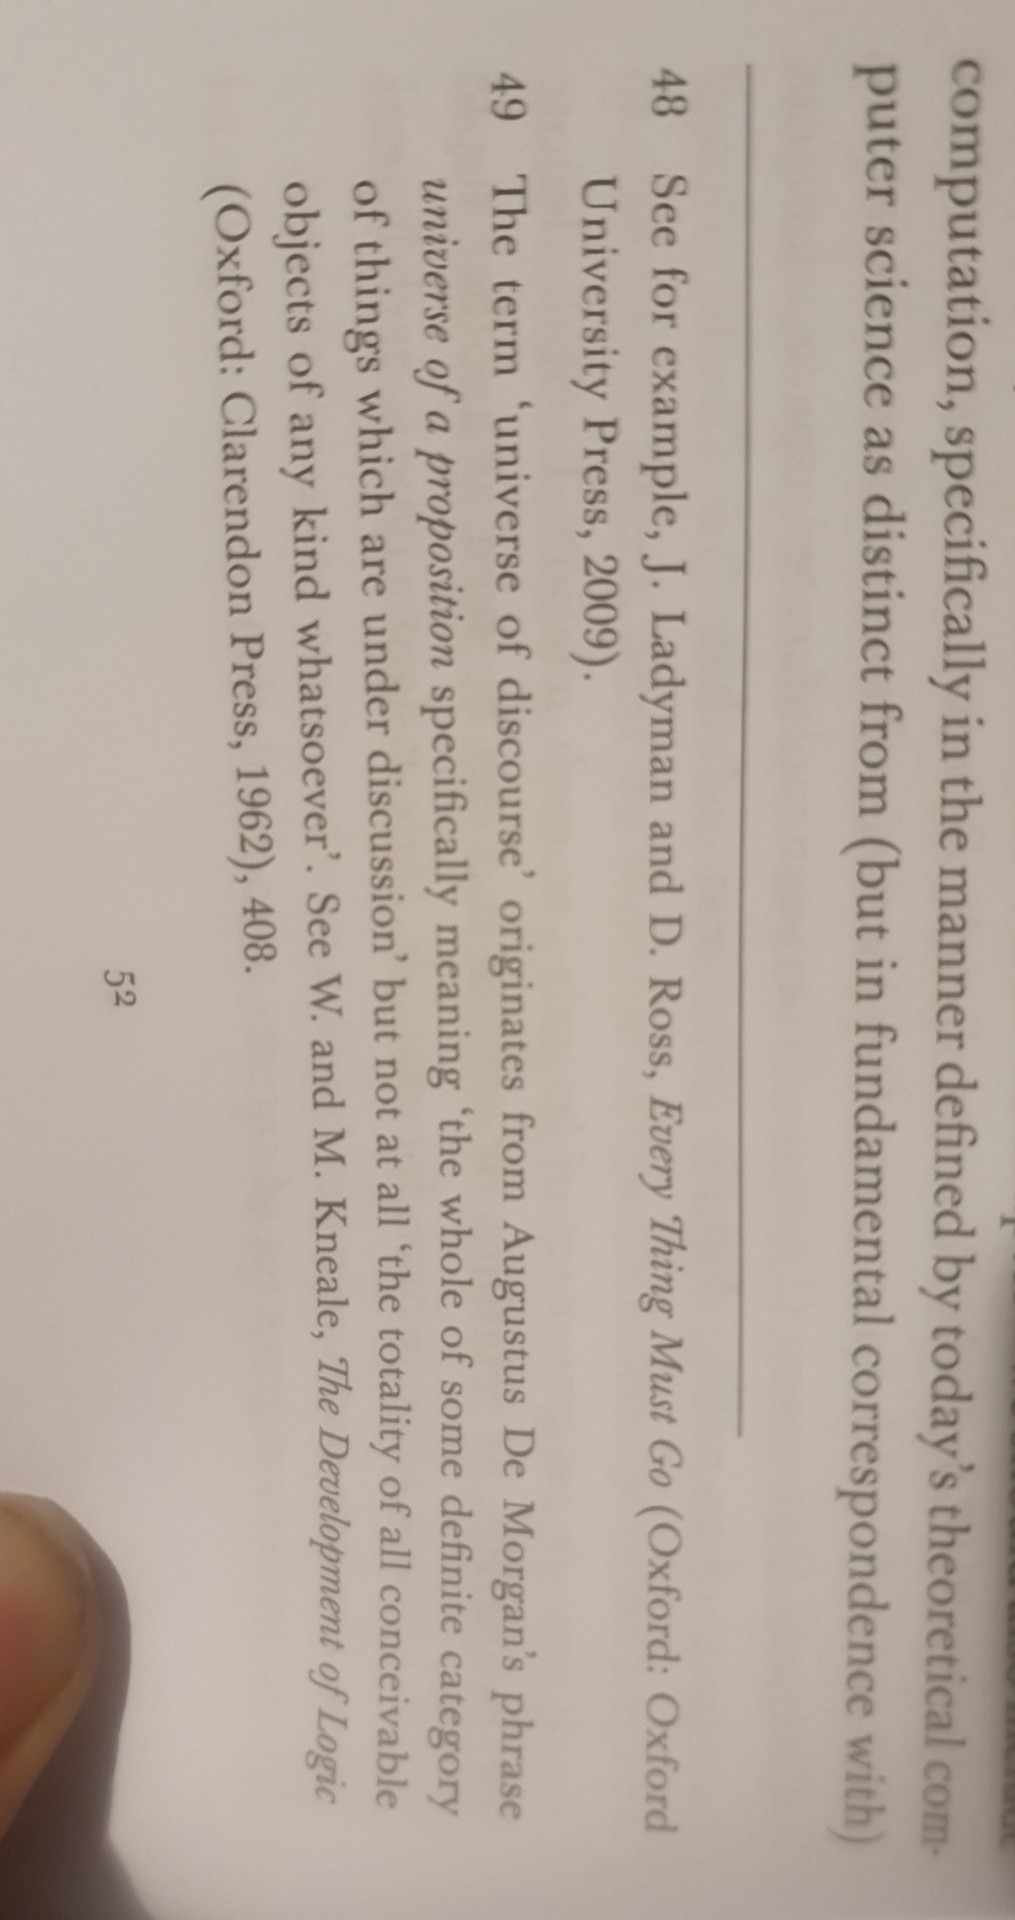 computation, specifically in the manner defined by today's theoretical com-
puter science as distinct from (but in fundamental correspondence with)
48 See for example, J. Ladyman and D. Ross, Every Thing Must Go (Oxford: Oxford
University Press, 2009).
49 The term ‘universe of discourse’ originates from Augustus De Morgan's phrase
universe of a proposition specifically meaning ‘the whole of some definite category
of things which are under discussion’ but not at all ‘the totality of all conceivable
objects of any kind whatsoever’. See W. and M. Kneale, The Development of Logic
(Oxford: Clarendon Press, 1962), 408.
52